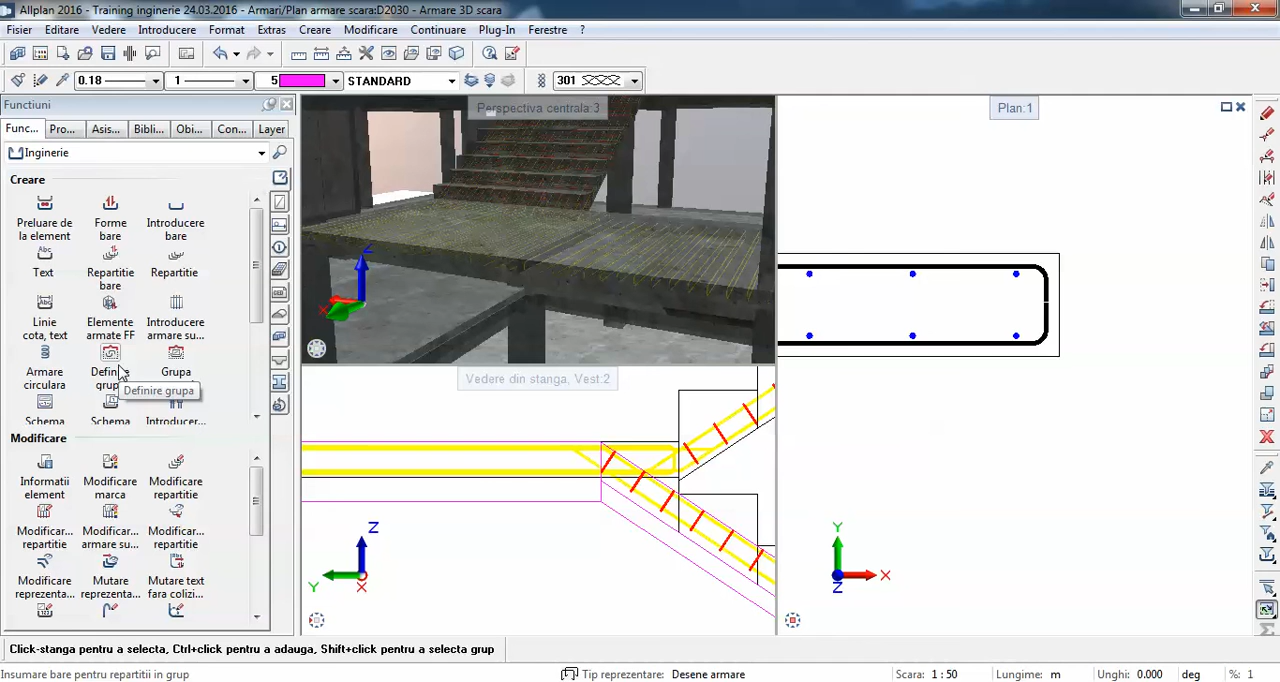 Allplan 2016 - Training inginerie 24.03.2016 - Armari/Plan armare scara:D2030 - Armare 3D scara
Fisier Editare Vedere Introducere Format Extras Creare Modificare Continuare Plug-In Ferestre ?
0.18 1 5 STANDARD 301
Functiuni
Func... Pro... Asis... Bibli... Obi... Con... Layer
Inginerie
Creare
Preluare de la element
Forme bare
Introducere bare
Text
Repartitie bare
Repartitie
Linie cota, text
Elemente armate FF
Introducere armare su...
Armare circulara
Definire grupa
Grupa
Definire grupa
Schema
Schema
Introducer...
Modificare
Informatii element
Modificare marca
Modificare repartitie
Modificar... repartitie
Modificar... armare su...
Modificar... repartitie
Modificare reprezenta...
Mutare reprezenta...
Mutare text fara colizi...
Perspectiva centrala:3
Z
X
Vedere din stanga, Vest:2
Z
Y
X
Plan:1
Y
X
Z
Click-stanga pentru a selecta, Ctrl+click pentru a adauga, Shift+click pentru a selecta grup
Insumare bare pentru repartitii in grup
Tip reprezentare: Desene armare
Scara: 1 : 50
Lungime: m
Unghi: 0.000 deg
%: 1